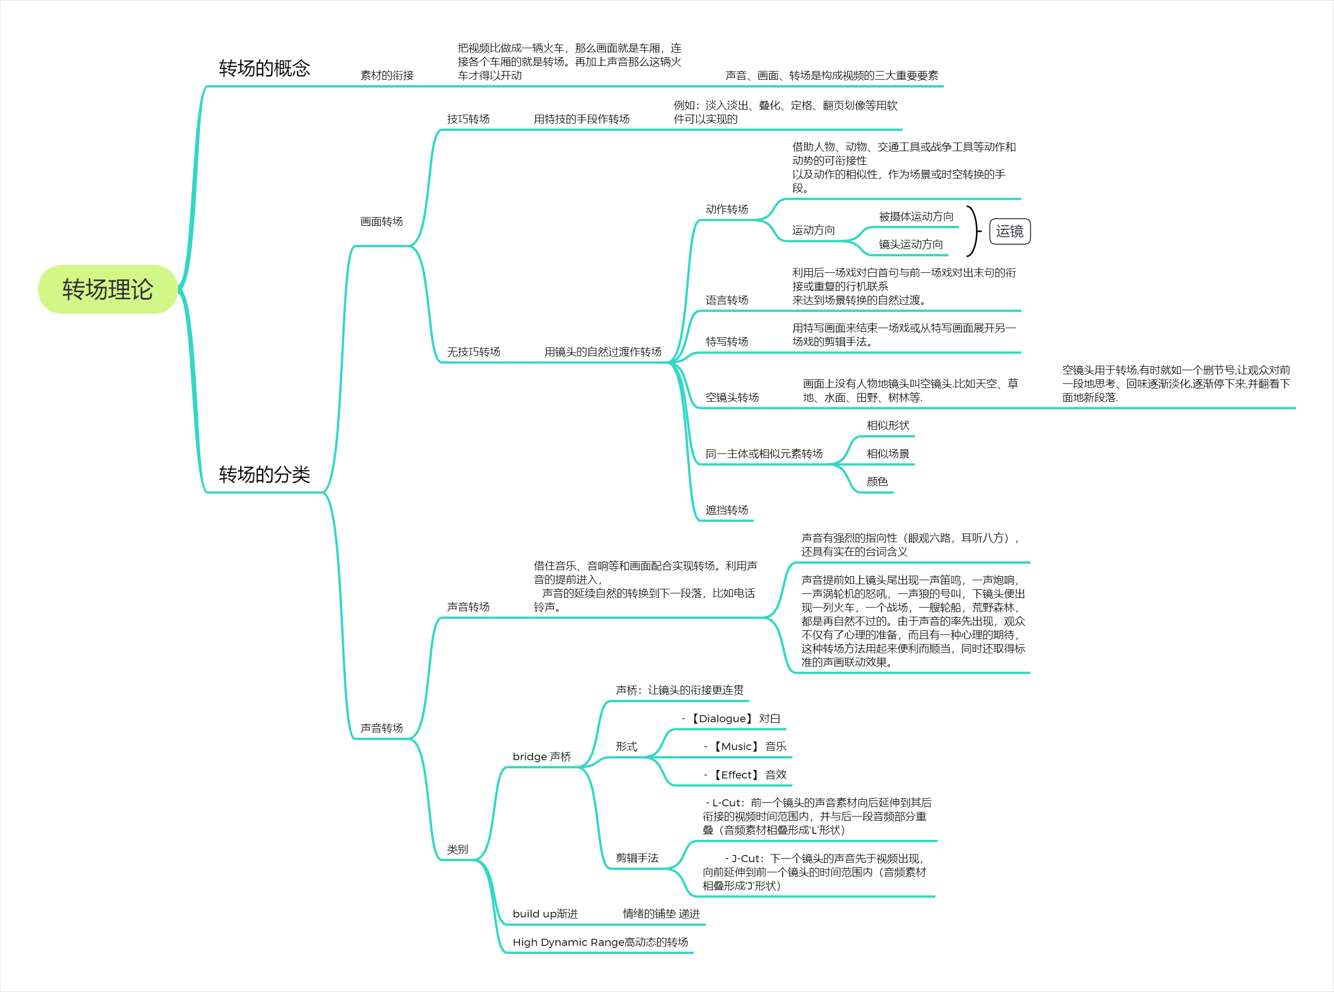 转场理论
转场的概念
素材的衔接
把视频比做成一辆火车，那么画面就是车厢，连
接各个车厢的就是转场。再加上声音那么这辆火
车才得以开动
声音、画面、转场是构成视频的三大重要要素
转场的分类
画面转场
技巧转场
用特技的手段作转场
例如：淡入淡出、叠化、定格、翻页划像等用软
件可以实现的
无技巧转场
用镜头的自然过渡作转场
动作转场
借助人物、动物、交通工具或战争工具等动作和
动势的可衔接性
以及动作的相似性，作为场景或时空转换的手
段。
运动方向
被摄体运动方向
镜头运动方向
运镜
语言转场
利用后一场戏对白首句与前一场戏对出末句的衔
接或重复的行机联系
来达到场景转换的自然过渡。
特写转场
用特写画面来结束一场戏或从特写画面展开另一
场戏的剪辑手法。
空镜头转场
画面上没有人物地镜头叫空镜头.比如天空、草
地、水面、田野、树林等.
空镜头用于转场,有时就如一个删节号,让观众对前
一段地思考、回味逐渐淡化,逐渐停下来,并翻看下
面地新段落.
同一主体或相似元素转场
相似形状
相似场景
颜色
遮挡转场
声音转场
声音转场
借住音乐、音响等和画面配合实现转场。利用声
音的提前进入，
声音的延续自然的转换到下一段落，比如电话
铃声。
声音有强烈的指向性（眼观六路，耳听八方），
还具有实在的台词含义
声音提前如上镜头尾出现一声笛鸣，一声炮响，
一声涡轮机的怒吼，一声狼的号叫，下镜头便出
现一列火车，一个战场，一艘轮船，荒野森林，
都是再自然不过的。由于声音的率先出现，观众
不仅有了心理的准备，而且有一种心理的期待，
这种转场方法用起来便利而顺当，同时还取得标
准的声画联动效果。
类别
bridge 声桥
声桥：让镜头的衔接更连贯
形式
- 【Dialogue】 对白
- 【Music】 音乐
- 【Effect】 音效
剪辑手法
- L-Cut：前一个镜头的声音素材向后延伸到其后
衔接的视频时间范围内，并与后一段音频部分重
叠（音频素材相叠形成'L'形状）
- J-Cut：下一个镜头的声音先于视频出现，
向前延伸到前一个镜头的时间范围内（音频素材
相叠形成'J'形状）
build up渐进
情绪的铺垫 递进
High Dynamic Range高动态的转场